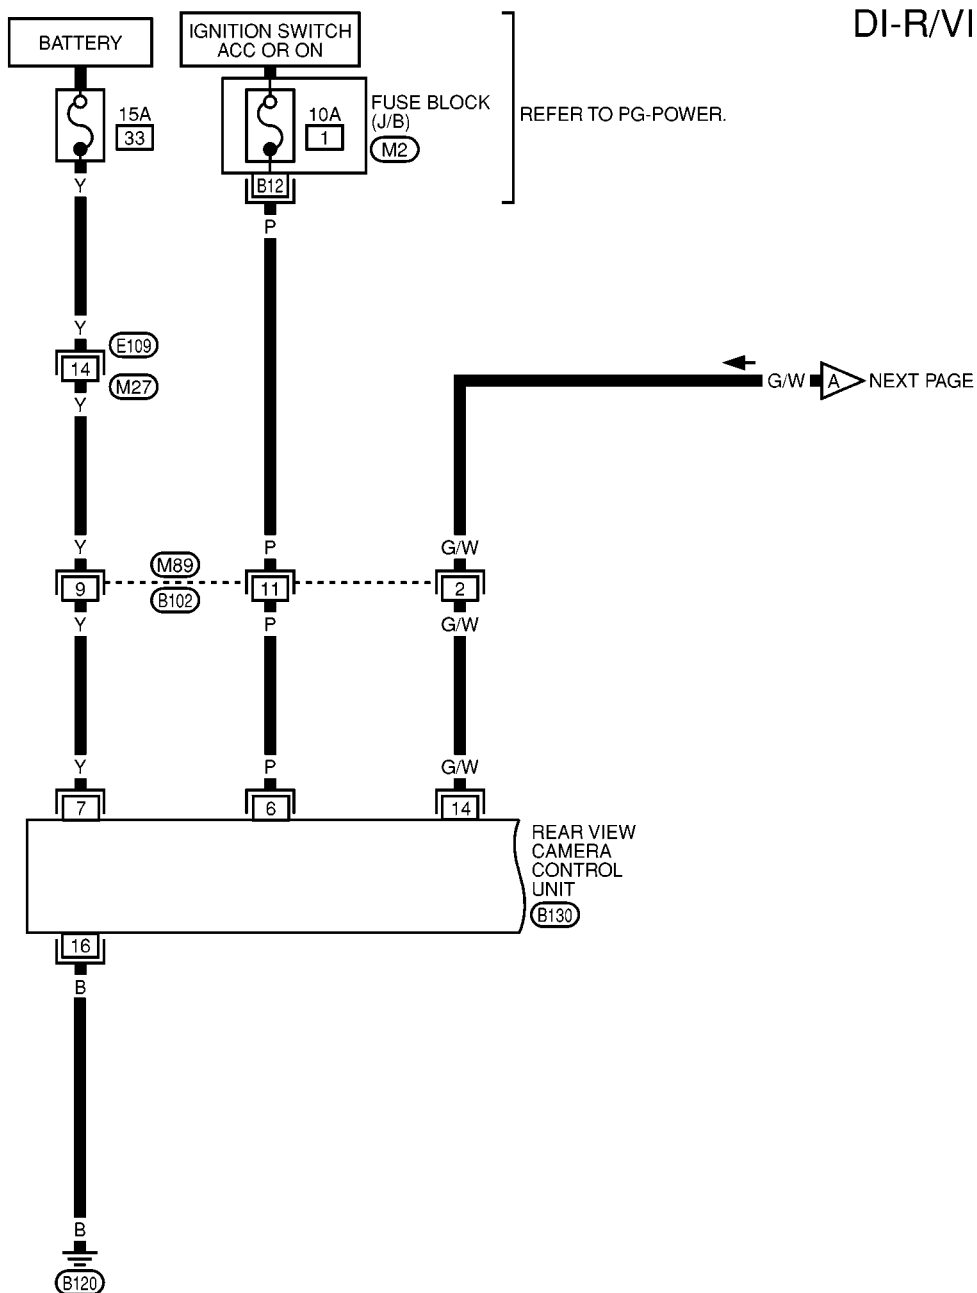 DI-R/VI
BATTERY
IGNITION SWITCH
ACC OR ON
15A
33
10A
1
FUSE BLOCK
(J/B)
M2
REFER TO PG-POWER.
B12
Y
P
Y
E109
14
M27
Y
G/W
A
NEXT PAGE
Y
P
G/W
M89
9
11
2
B102
Y
P
G/W
Y
P
G/W
7
6
14
REAR VIEW
CAMERA
CONTROL
UNIT
B130
16
B
B
B120